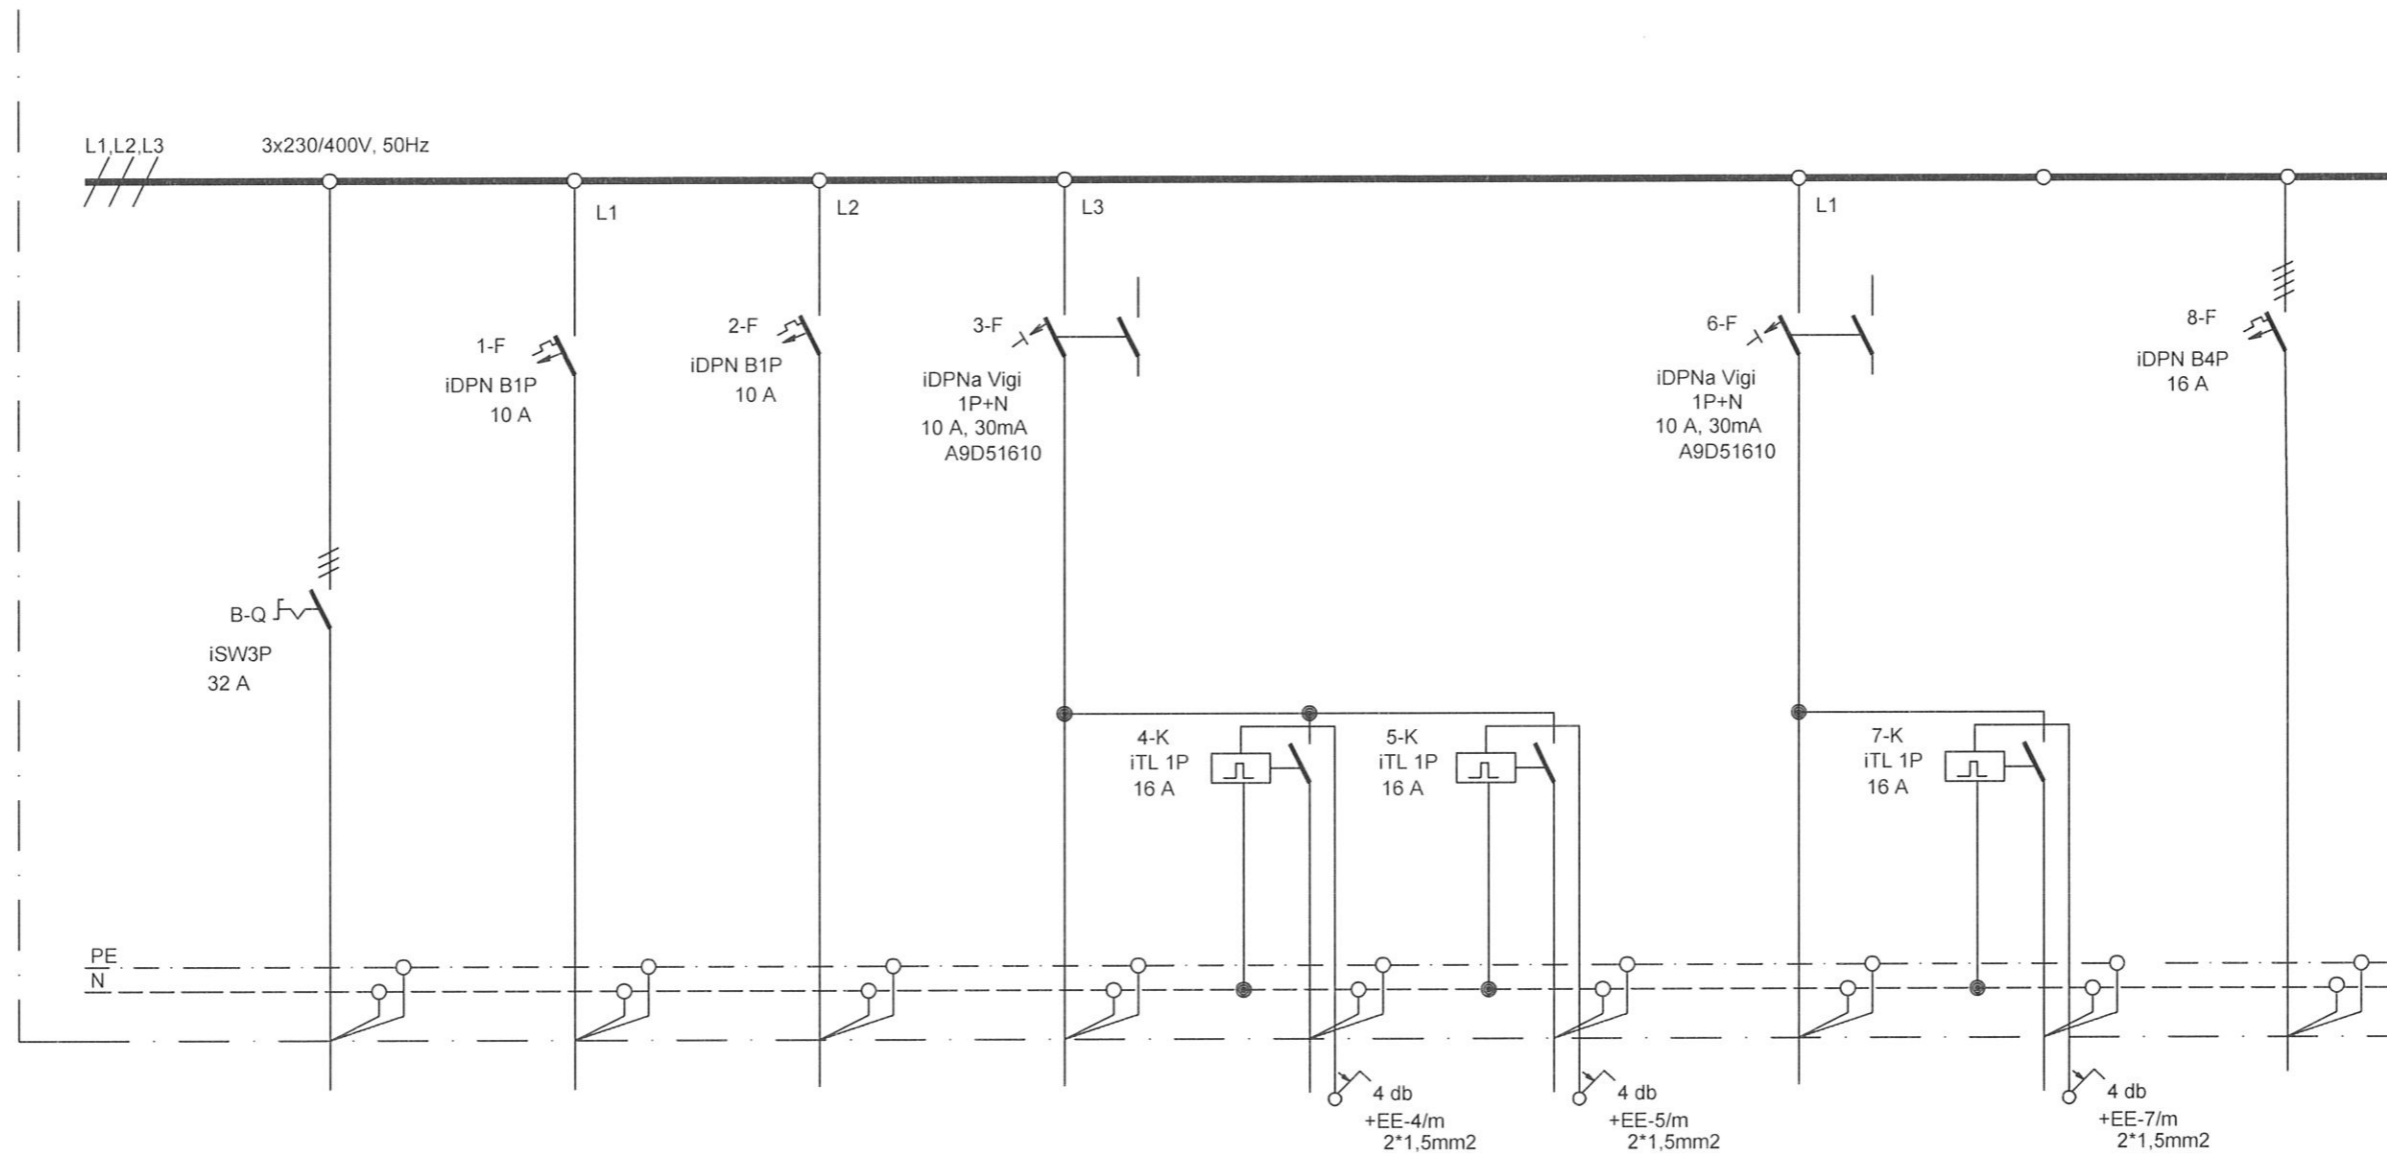 L1,L2,L3
3x230/400V, 50Hz
L1
L2
L3
L1
1-F
iDPN B1P
10 A
2-F
iDPN B1P
10 A
3-F
iDPNa Vigi
1P+N
10 A, 30mA
A9D51610
6-F
iDPNa Vigi
1P+N
10 A, 30mA
A9D51610
8-F
iDPN B4P
16 A
B-Q
iSW3P
32 A
4-K
iTL 1P
16 A
5-K
iTL 1P
16 A
7-K
iTL 1P
16 A
PE
N
4 db
+EE-4/m
2*1,5mm2
4 db
+EE-5/m
2*1,5mm2
4 db
+EE-7/m
2*1,5mm2